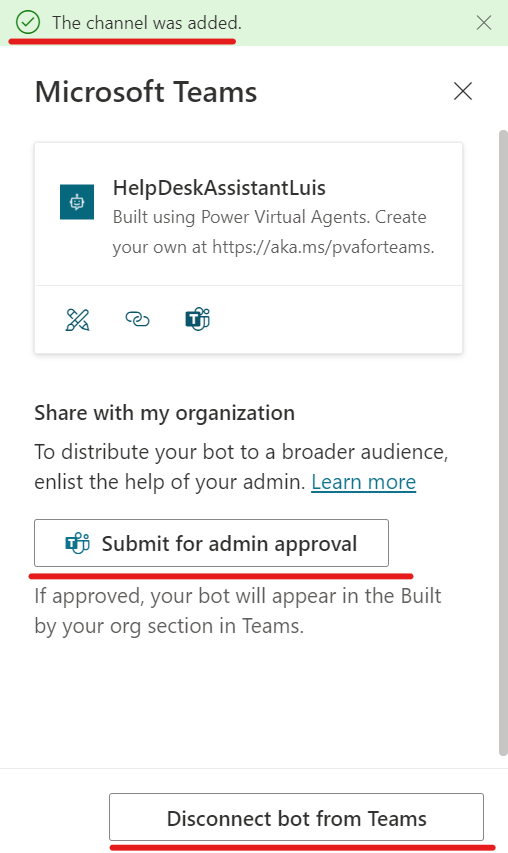 The channel was added.
Microsoft Teams
HelpDeskAssistantLuis
Built using Power Virtual Agents. Create
your own at https://aka.ms/pvaforteams.
Share with my organization
To distribute your bot to a broader audience,
enlist the help of your admin. Learn more
Submit for admin approval
If approved, your bot will appear in the Built
by your org section in Teams.
Disconnect bot from Teams